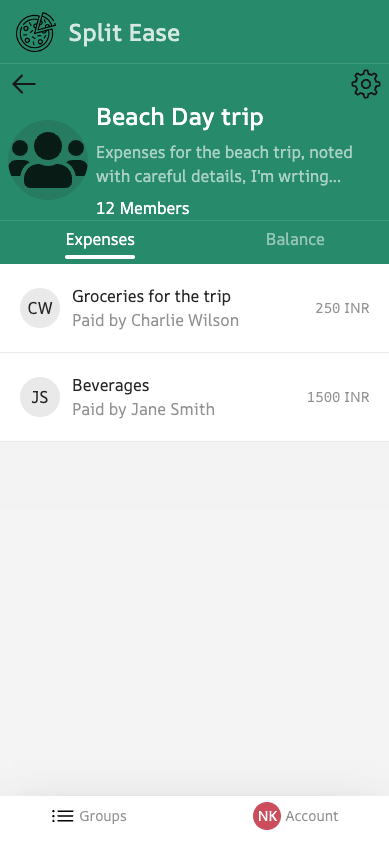 Split Ease
Beach Day trip
Expenses for the beach trip, noted
with careful details, I'm wrting...
12 Members
Expenses
Balance
CW
Groceries for the trip
Paid by Charlie Wilson
250 INR
JS
Beverages
Paid by Jane Smith
1500 INR
Groups
NK
Account